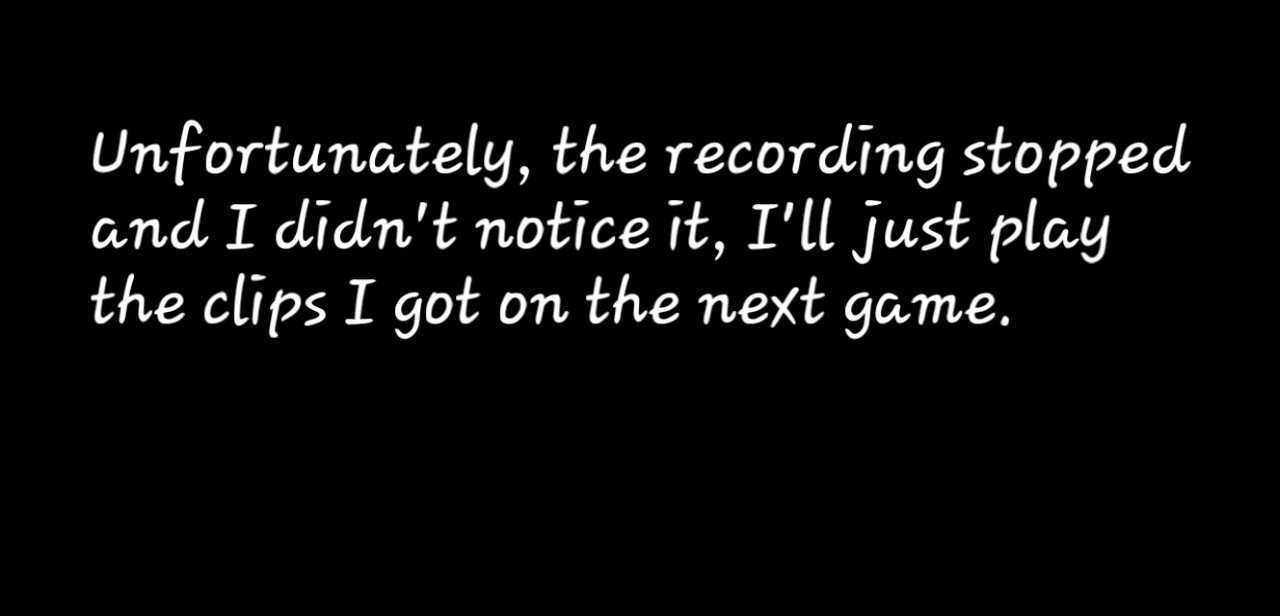 Unfortunately, the recording stopped
and I didn't notice it, I'll just play
the clips I got on the next game.